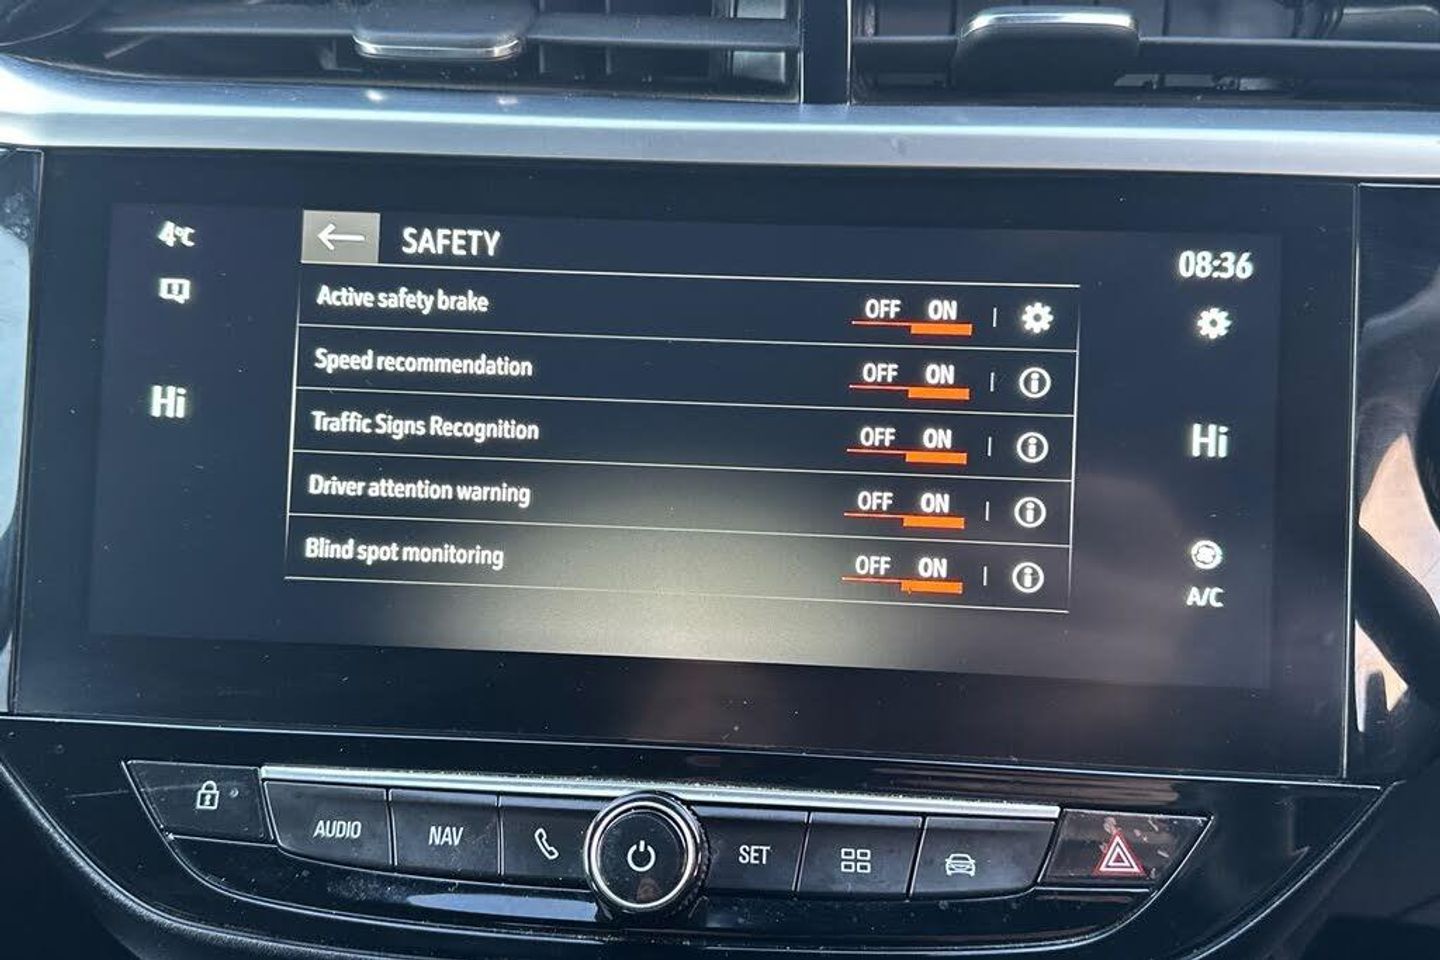 4°C
SAFETY
08:36
Active safety brake OFF ON
Speed recommendation OFF ON
Hi
Traffic Signs Recognition OFF ON
Hi
Driver attention warning OFF ON
Blind spot monitoring OFF ON
A/C
AUDIO NAV SET